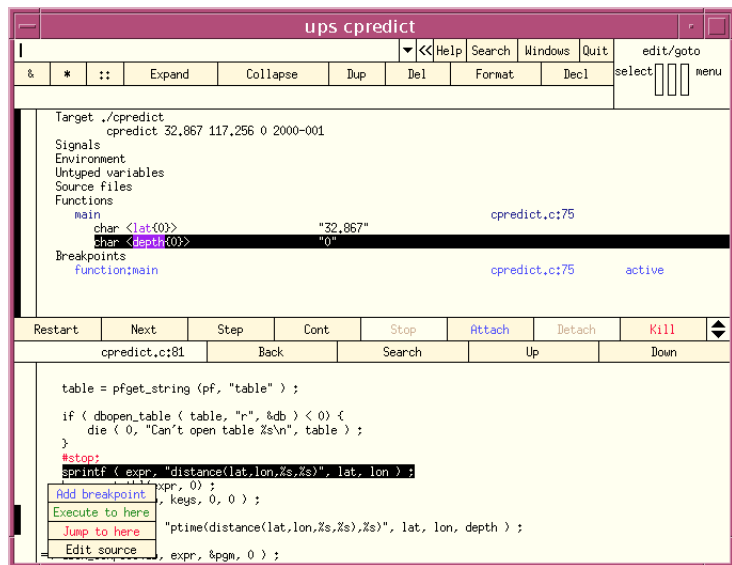 ups cpredict
Help Search Windows Quit edit/goto
& * :: Expand Collapse Dup Del Format Decl select menu
Target ./cpredict
cpredict 32.867 117.256 0 2000-001
Signals
Environment
Untyped variables
Source files
Functions
main cpredict.c:75
char <lat{0}> "32.867"
char <depth{0}> "0"
Breakpoints
function:main cpredict.c:75 active
Restart Next Step Cont Stop Attach Detach Kill
cpredict.c:81 Back Search Up Down
table = pfget_string (pf, "table" ) ;
if ( dbopen_table ( table, "r", &db ) < 0) {
die ( 0, "Can't open table %s\n", table ) ;
}
#stop;
sprintf ( expr, "distance(lat,lon,%s,%s)", lat, lon ) ;
(expr, 0) ;
Add breakpoint , keys, 0, 0 ) ;
Execute to here
Jump to here "ptime(distance(lat,lon,%s,%s),%s)", lat, lon, depth ) ;
Edit source , expr, &pgm, 0 ) ;